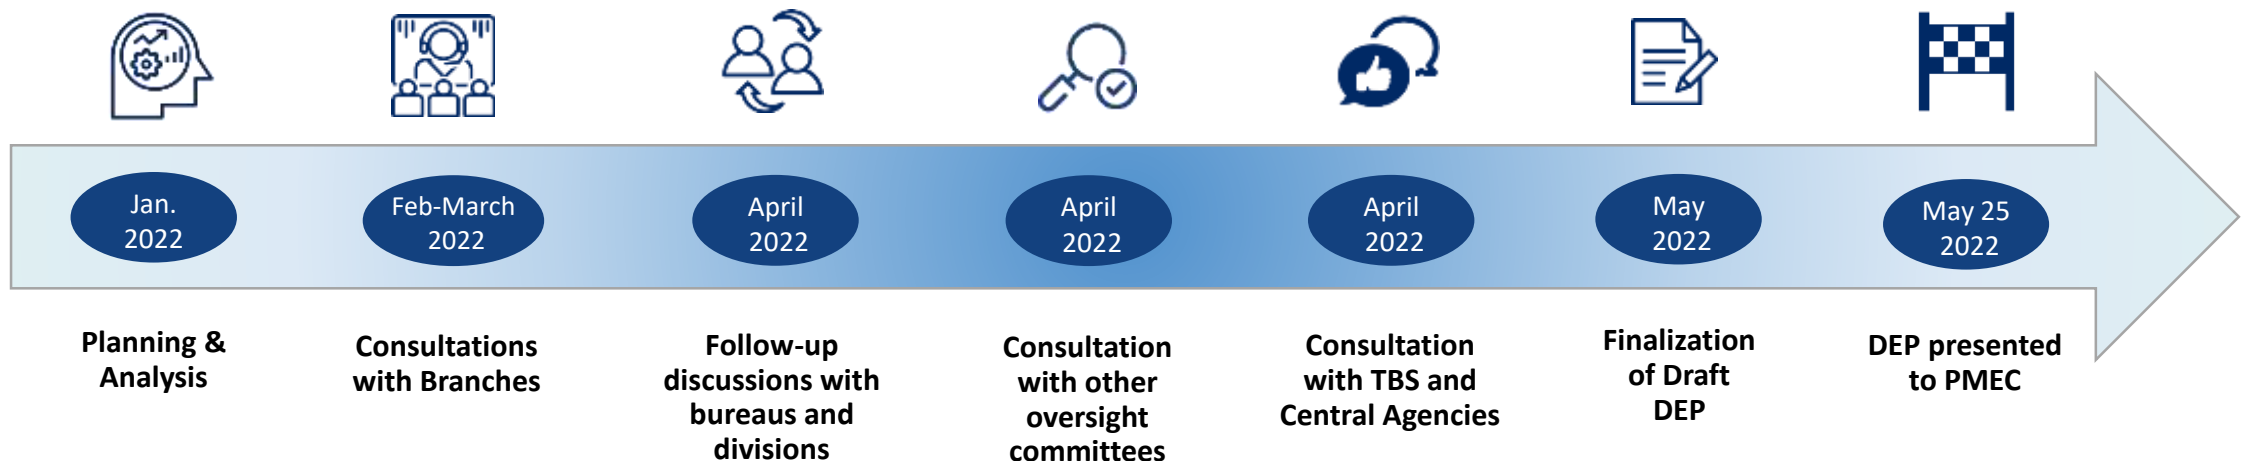 Jan.
2022
Feb-March
2022
April
2022
April
2022
April
2022
May
2022
May 25
2022
Planning &
Analysis
Consultations
with Branches
Follow-up
discussions with
bureaus and
divisions
Consultation
with other
oversight
committees
Consultation
with TBS and
Central Agencies
Finalization
of Draft
DEP
DEP presented
to PMEC